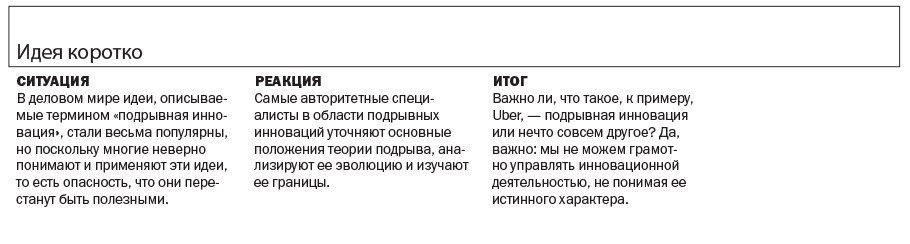 Идея коротко
СИТУАЦИЯ
В деловом мире идеи, описывае-
мые термином «подрывная инно-
вация», стали весьма популярны,
но поскольку многие неверно
понимают и применяют эти идеи,
то есть опасность, что они пере-
станут быть полезными.
РЕАКЦИЯ
Самые авторитетные специ-
алисты в области подрывных
инноваций уточняют основные
положения теории подрыва, ана-
лизируют ее эволюцию и изучают
ее границы.
ИТОГ
Важно ли, что такое, к примеру,
Uber, — подрывная инновация
или нечто совсем другое? Да,
важно: мы не можем грамот-
но управлять инновационной
деятельностью, не понимая ее
истинного характера.